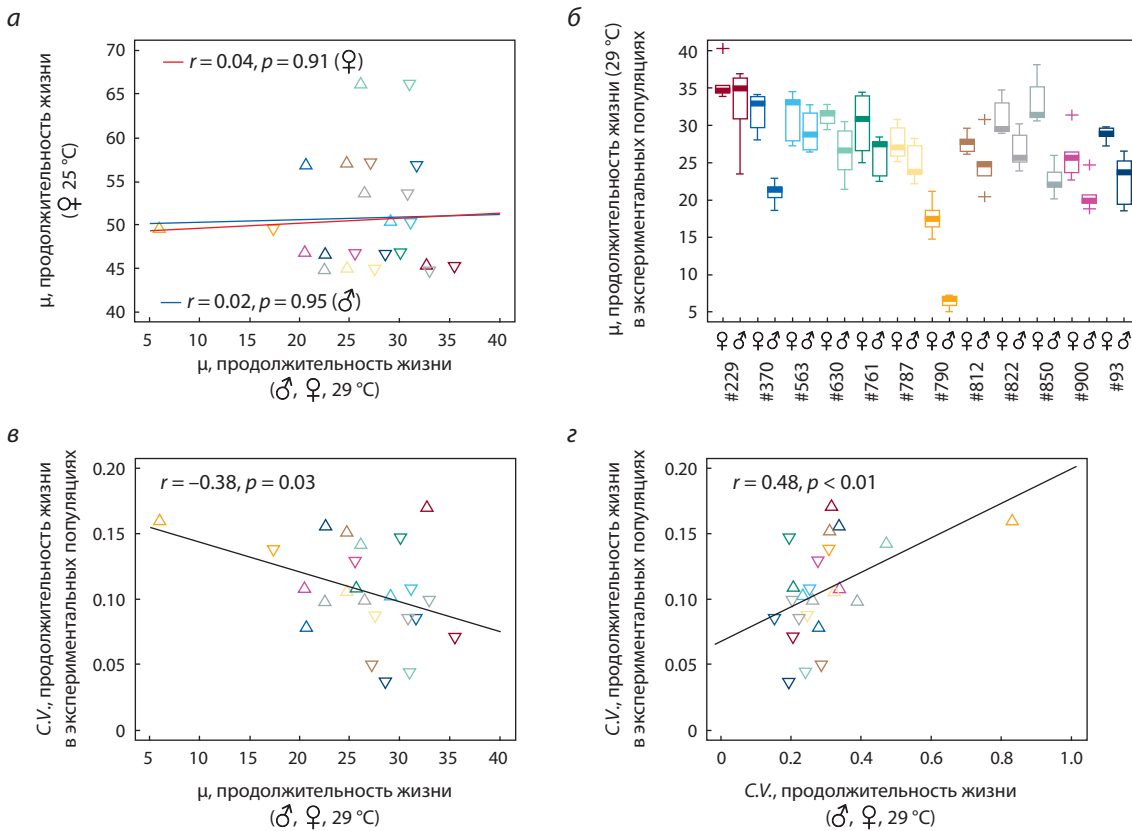 а
70
65
60
55
50
45
40
r = 0.04, p = 0.91 (♀)
r = 0.02, p = 0.95 (♂)
μ, продолжительность жизни
(♀ 25 °C)
5 10 15 20 25 30 35 40
μ, продолжительность жизни
(♂, ♀, 29 °C)
б
40
35
30
25
20
15
10
5
μ, продолжительность жизни (29 °C)
в экспериментальных популяциях
♀ ♂ ♀ ♂ ♀ ♂ ♀ ♂ ♀ ♂ ♀ ♂ ♀ ♂ ♀ ♂ ♀ ♂ ♀ ♂ ♀ ♂ ♀ ♂
#229 #370 #563 #630 #761 #787 #790 #812 #822 #850 #900 #93
в
0.20
0.15
0.10
0.05
0
r = –0.38, p = 0.03
C.V., продолжительность жизни
в экспериментальных популяциях
5 10 15 20 25 30 35 40
μ, продолжительность жизни
(♂, ♀, 29 °C)
г
0.20
0.15
0.10
0.05
0
r = 0.48, p < 0.01
C.V., продолжительность жизни
в экспериментальных популяциях
0 0.2 0.4 0.6 0.8 1.0
C.V., продолжительность жизни
(♂, ♀, 29 °C)